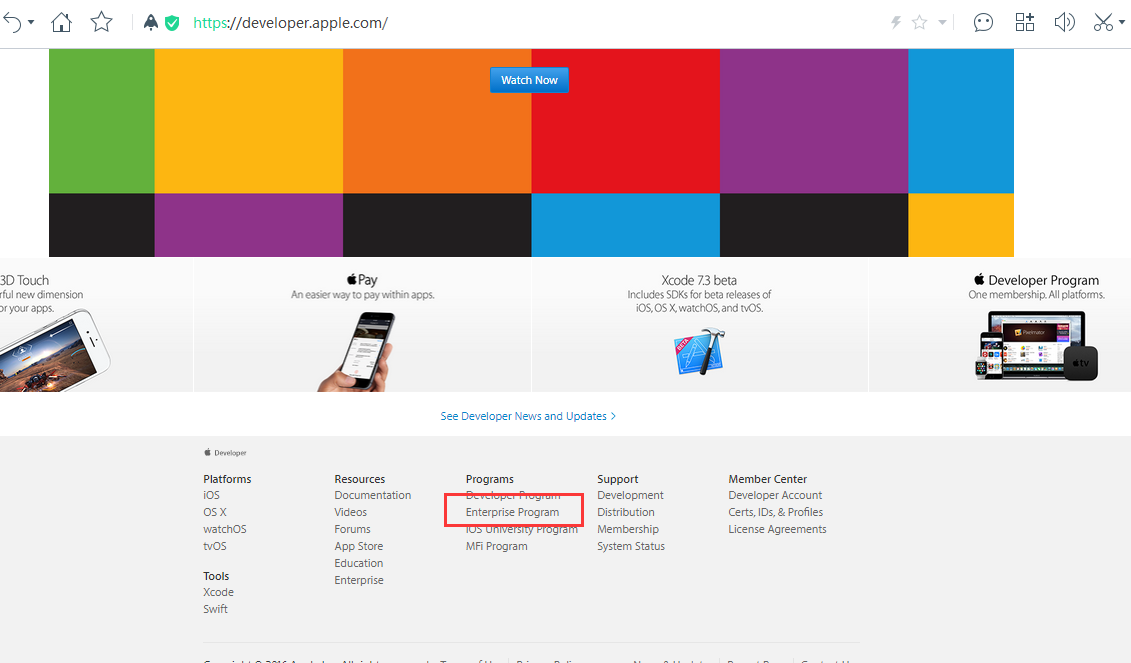 https://developer.apple.com/
Watch Now
3D Touch
rful new dimension
or your apps.
Pay
An easier way to pay within apps.
Xcode 7.3 beta
Includes SDKs for beta releases of
iOS, OS X, watchOS, and tvOS.
BETA
Developer Program
One membership. All platforms.
Pixelmator
tv
See Developer News and Updates >
Developer
Platforms
iOS
OS X
watchOS
tvOS
Tools
Xcode
Swift
Resources
Documentation
Videos
Forums
App Store
Education
Enterprise
Programs
Developer Program
Enterprise Program
iOS University Program
MFi Program
Support
Development
Distribution
Membership
System Status
Member Center
Developer Account
Certs, IDs, & Profiles
License Agreements